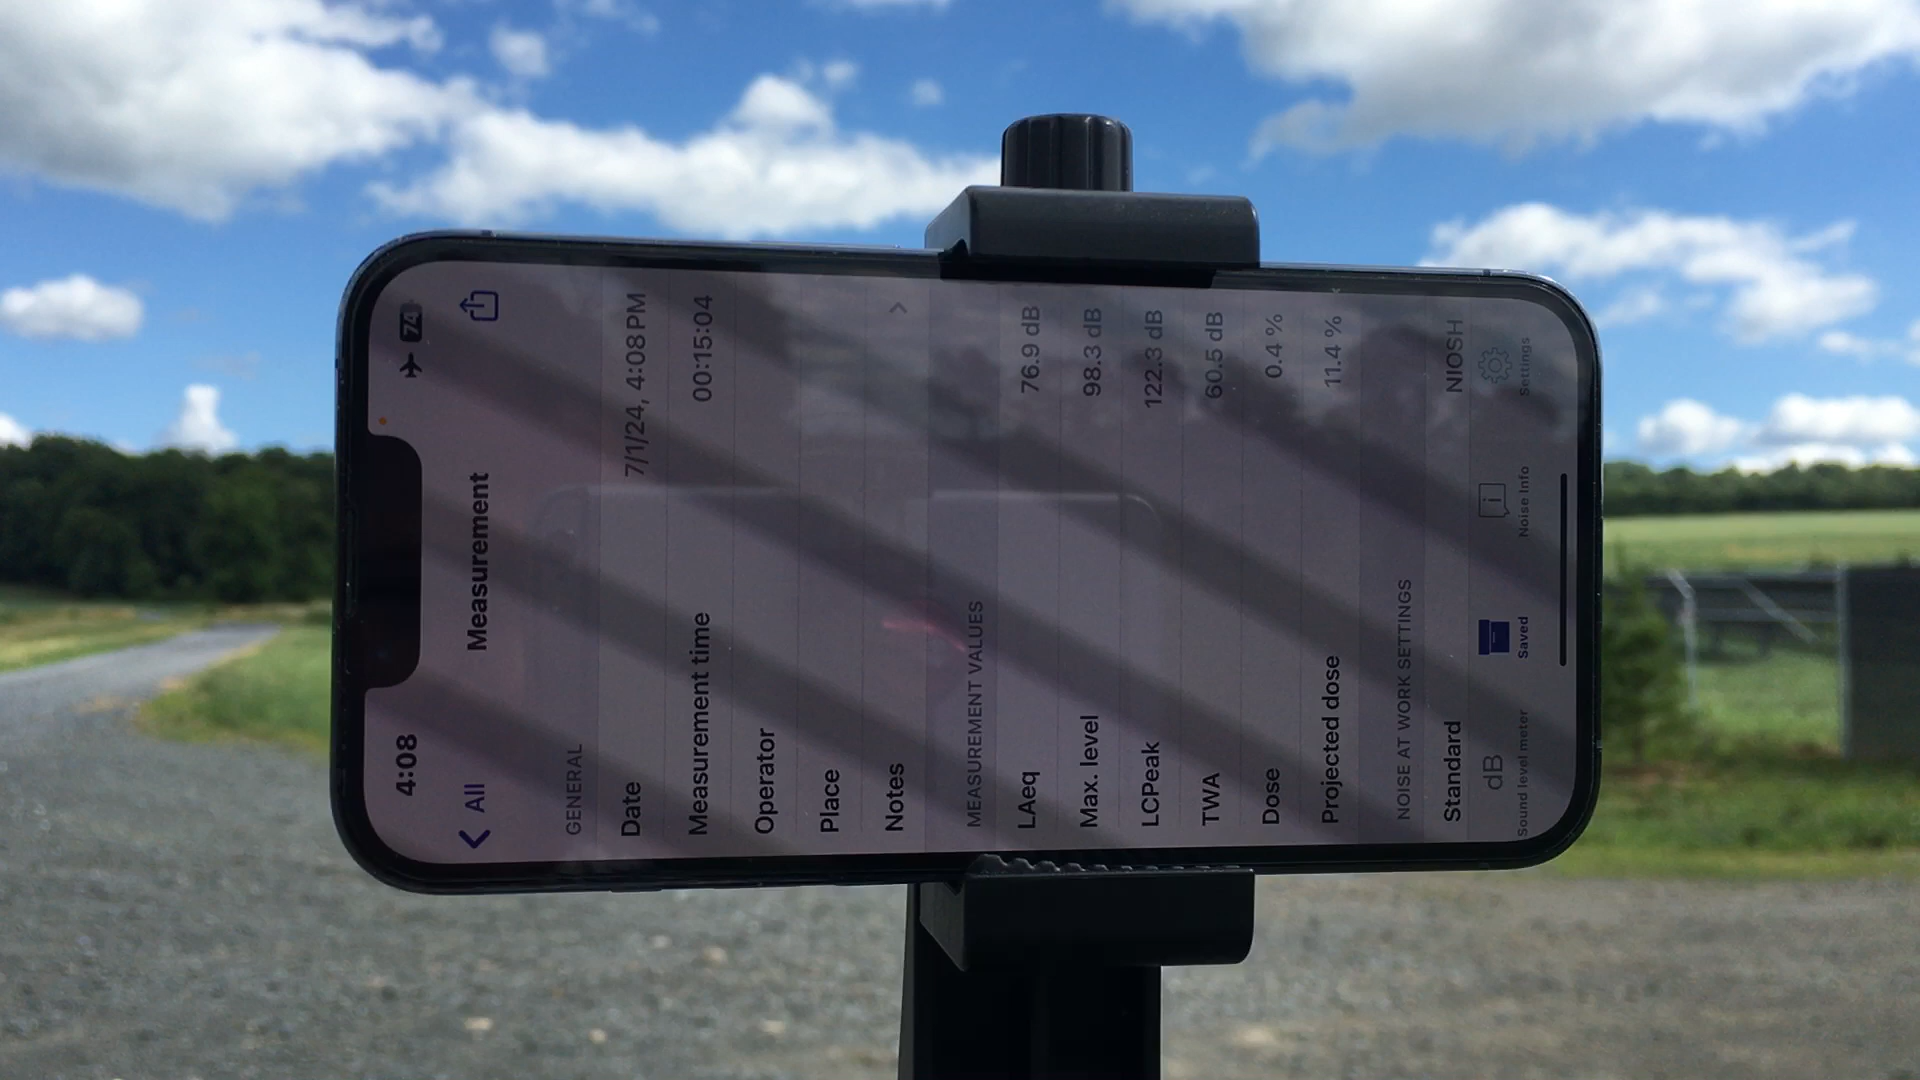 4:08
74
All
Measurement
GENERAL
Date 7/1/24, 4:08 PM
Measurement time 00:15:04
Operator
Place
Notes
MEASUREMENT VALUES
LAeq 76.9 dB
Max. level 98.3 dB
LCPeak 122.3 dB
TWA 60.5 dB
Dose 0.4 %
Projected dose 11.4 %
NOISE AT WORK SETTINGS
Standard NIOSH
dB
Sound level meter
Saved
Noise Info
Settings